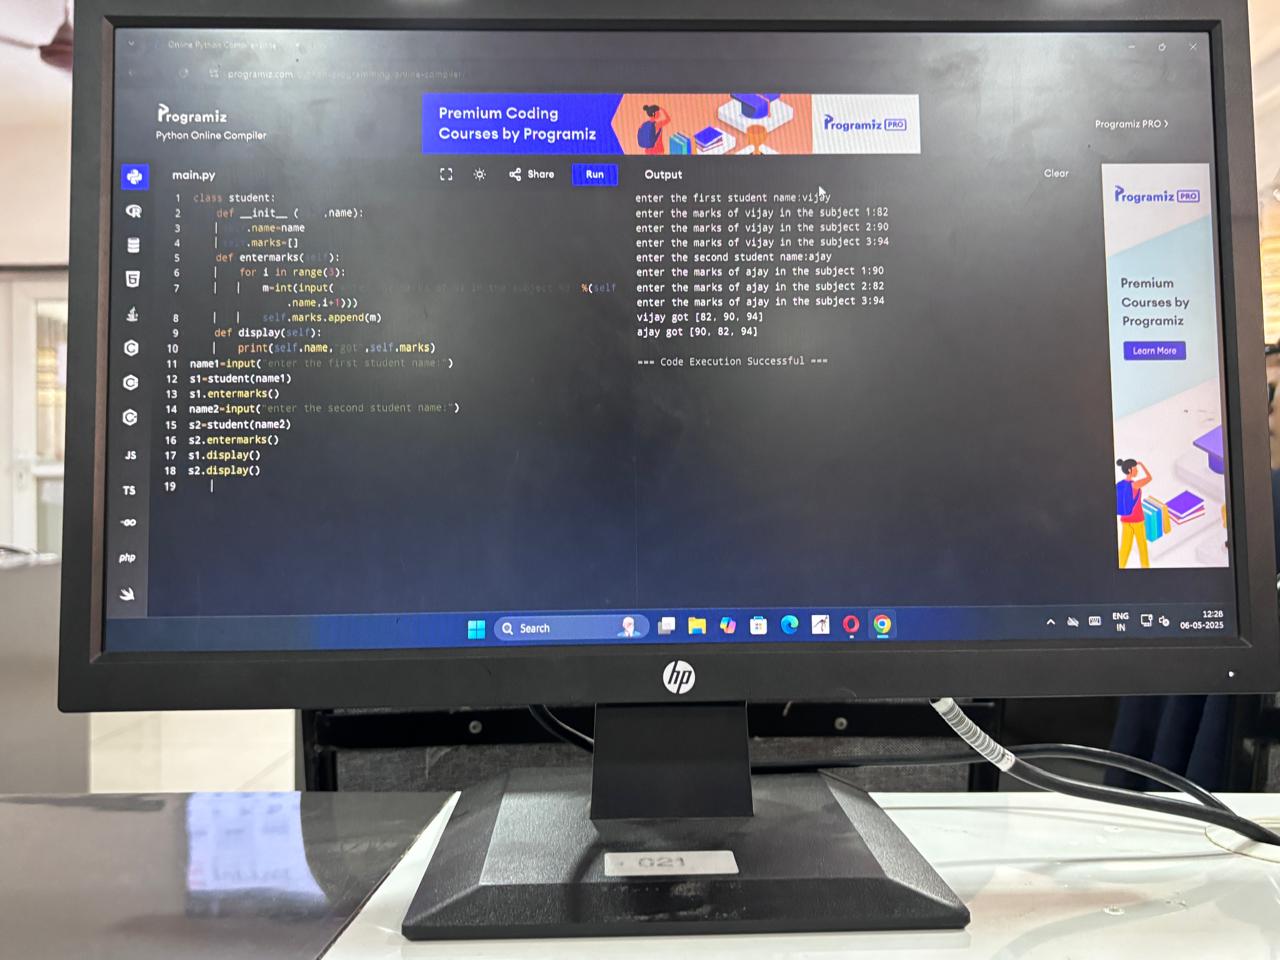 Online Python Compiler
programiz.com/python-programming/online-compiler/
Programiz
Python Online Compiler
Premium Coding
Courses by Programiz
Programiz PRO
Programiz PRO >
main.py
Share
Run
Output
Clear
1 class student:
2 def __init__ ( ,name):
3 .name=name
4 .marks=[]
5 def entermarks(self):
6 for i in range(3):
7 m=int(input( %(self
.name,i+1)))
8 self.marks.append(m)
9 def display(self):
10 print(self.name,"got",self.marks)
11 name1=input("enter the first student name:")
12 s1=student(name1)
13 s1.entermarks()
14 name2=input("enter the second student name:")
15 s2=student(name2)
16 s2.entermarks()
17 s1.display()
18 s2.display()
19
enter the first student name:vijay
enter the marks of vijay in the subject 1:82
enter the marks of vijay in the subject 2:90
enter the marks of vijay in the subject 3:94
enter the second student name:ajay
enter the marks of ajay in the subject 1:90
enter the marks of ajay in the subject 2:82
enter the marks of ajay in the subject 3:94
vijay got [82, 90, 94]
ajay got [90, 82, 94]
=== Code Execution Successful ===
Programiz PRO
Premium
Courses by
Programiz
Learn More
JS
TS
GO
php
Search
ENG
IN
12:28
06-05-2025
hp
021